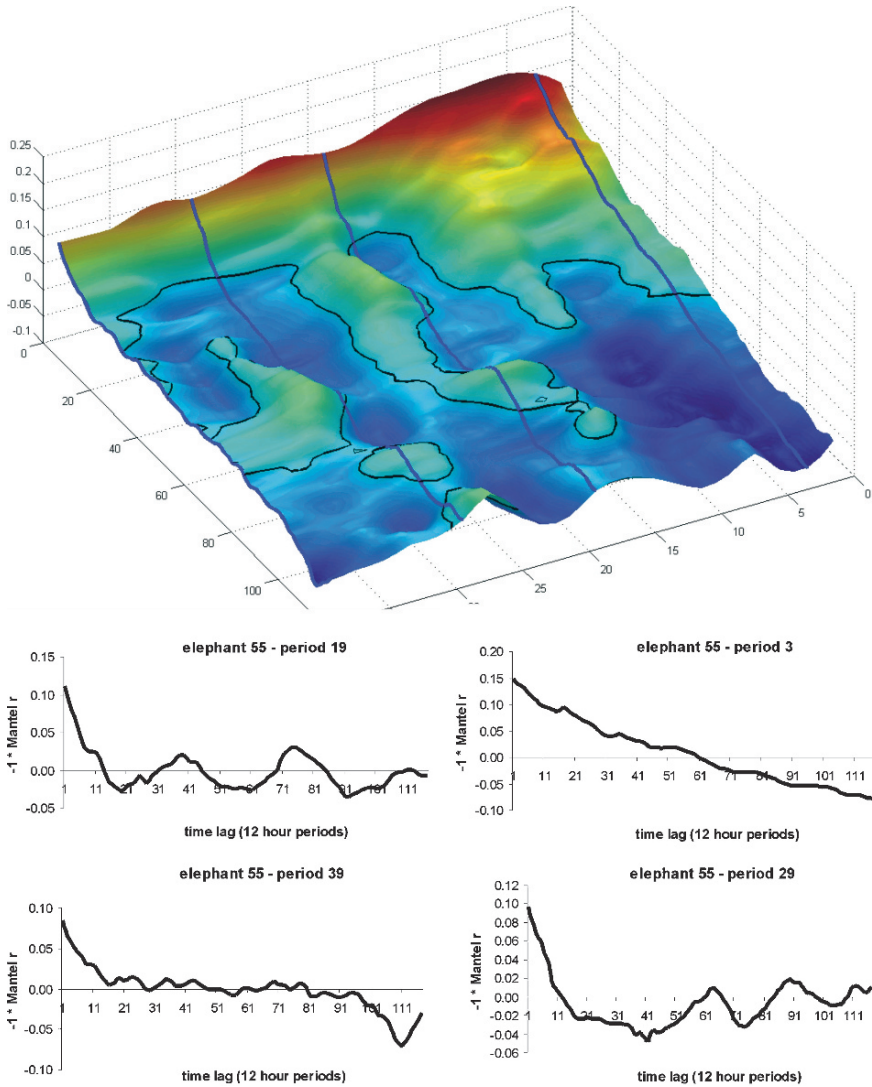 0.25
0.2
0.15
0.1
0.05
0
-0.05
-0.1
0
20
40
60
80
100
25
20
15
10
5
0
elephant 55 - period 19
0.15
0.10
0.05
0.00
-0.05
-1 * Mantel r
1 11 21 31 41 51 61 71 81 91 101 111
time lag (12 hour periods)
elephant 55 - period 3
0.20
0.15
0.10
0.05
0.00
-0.05
-0.10
-1 * Mantel r
1 11 21 31 41 51 61 71 81 91 101 111
time lag (12 hour periods)
elephant 55 - period 39
0.10
0.05
0.00
-0.05
-0.10
-1 * Mantel r
1 11 21 31 41 51 61 71 81 91 101 111
time lag (12 hour periods)
elephant 55 - period 29
0.12
0.10
0.08
0.06
0.04
0.02
0.00
-0.02
-0.04
-0.06
-1 * Mantel r
1 11 21 31 41 51 61 71 81 91 101 111
time lag (12 hour periods)